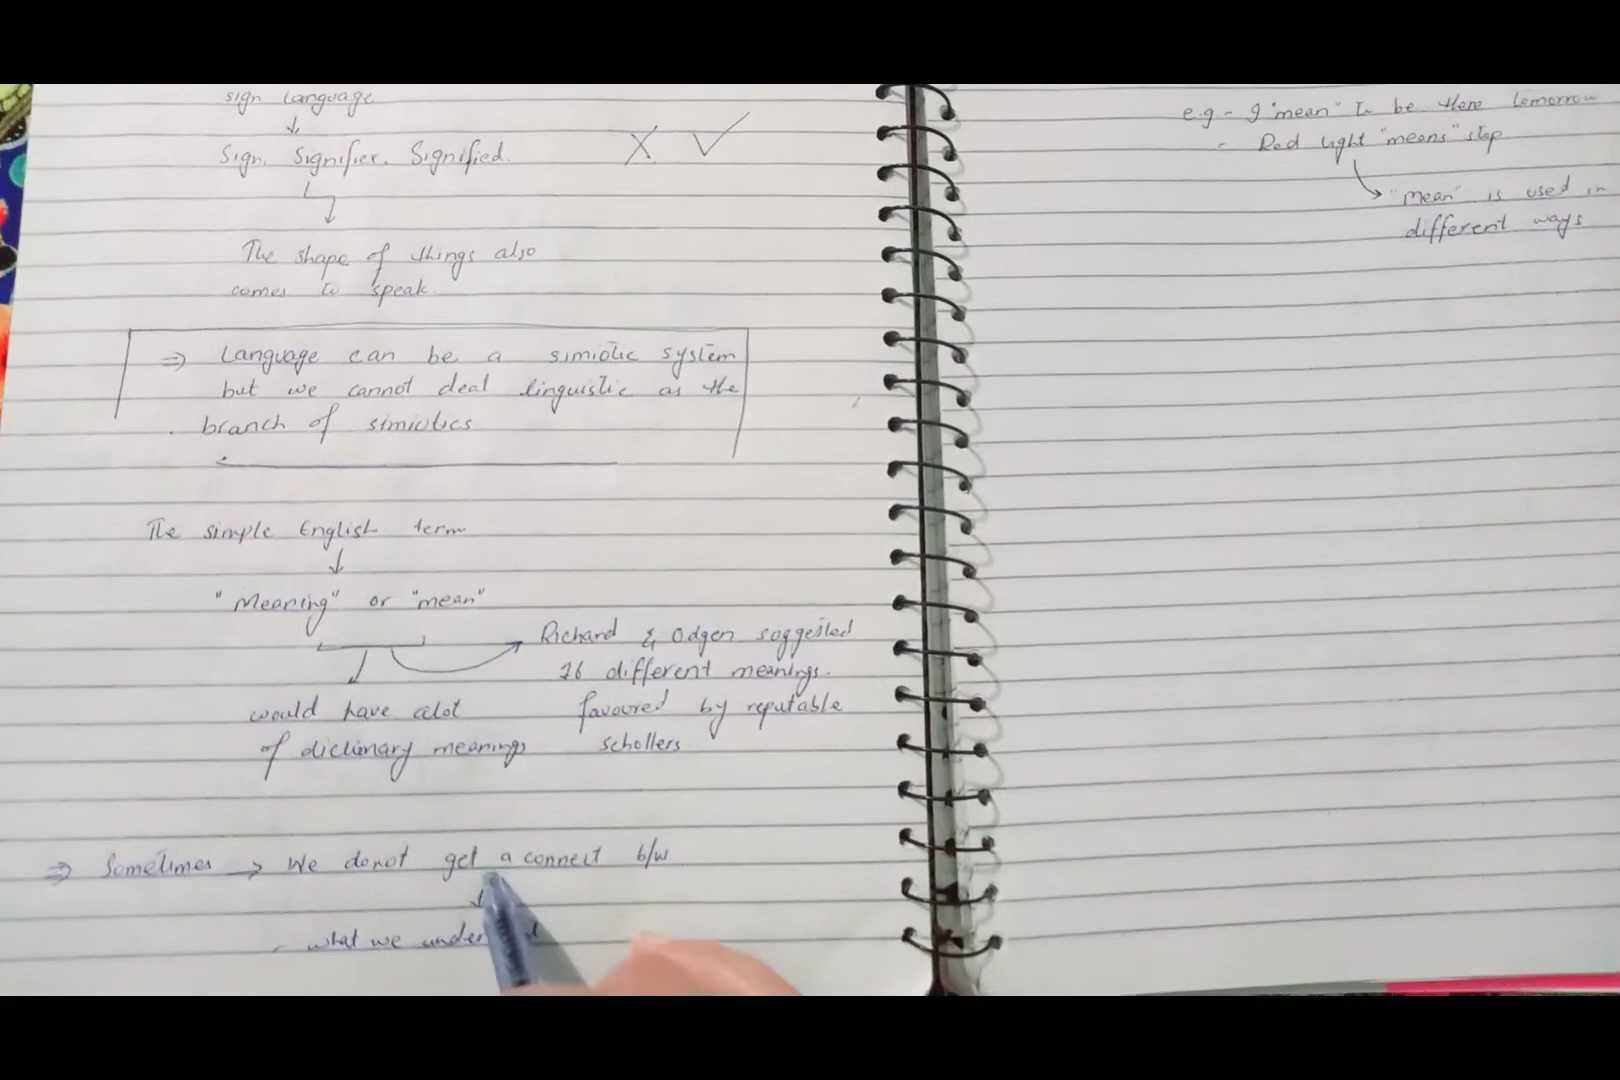 sign language
Sign. Signifier. Signified.
The shape of things also
comes to speak.
⇒ Language can be a simiotic system
but we cannot deal linguistic as the
branch of simiotics
The simple English term
"Meaning" or "mean"
Richard & Odgen suggested
16 different meanings.
favoured by reputable
schollers
would have alot
of dictionary meanings
⇒ Sometimes → We donot get a connect b/w
- what we
e.g - I "mean" to be there tomorrow
- Red light "means" stop
"mean" is used in
different ways